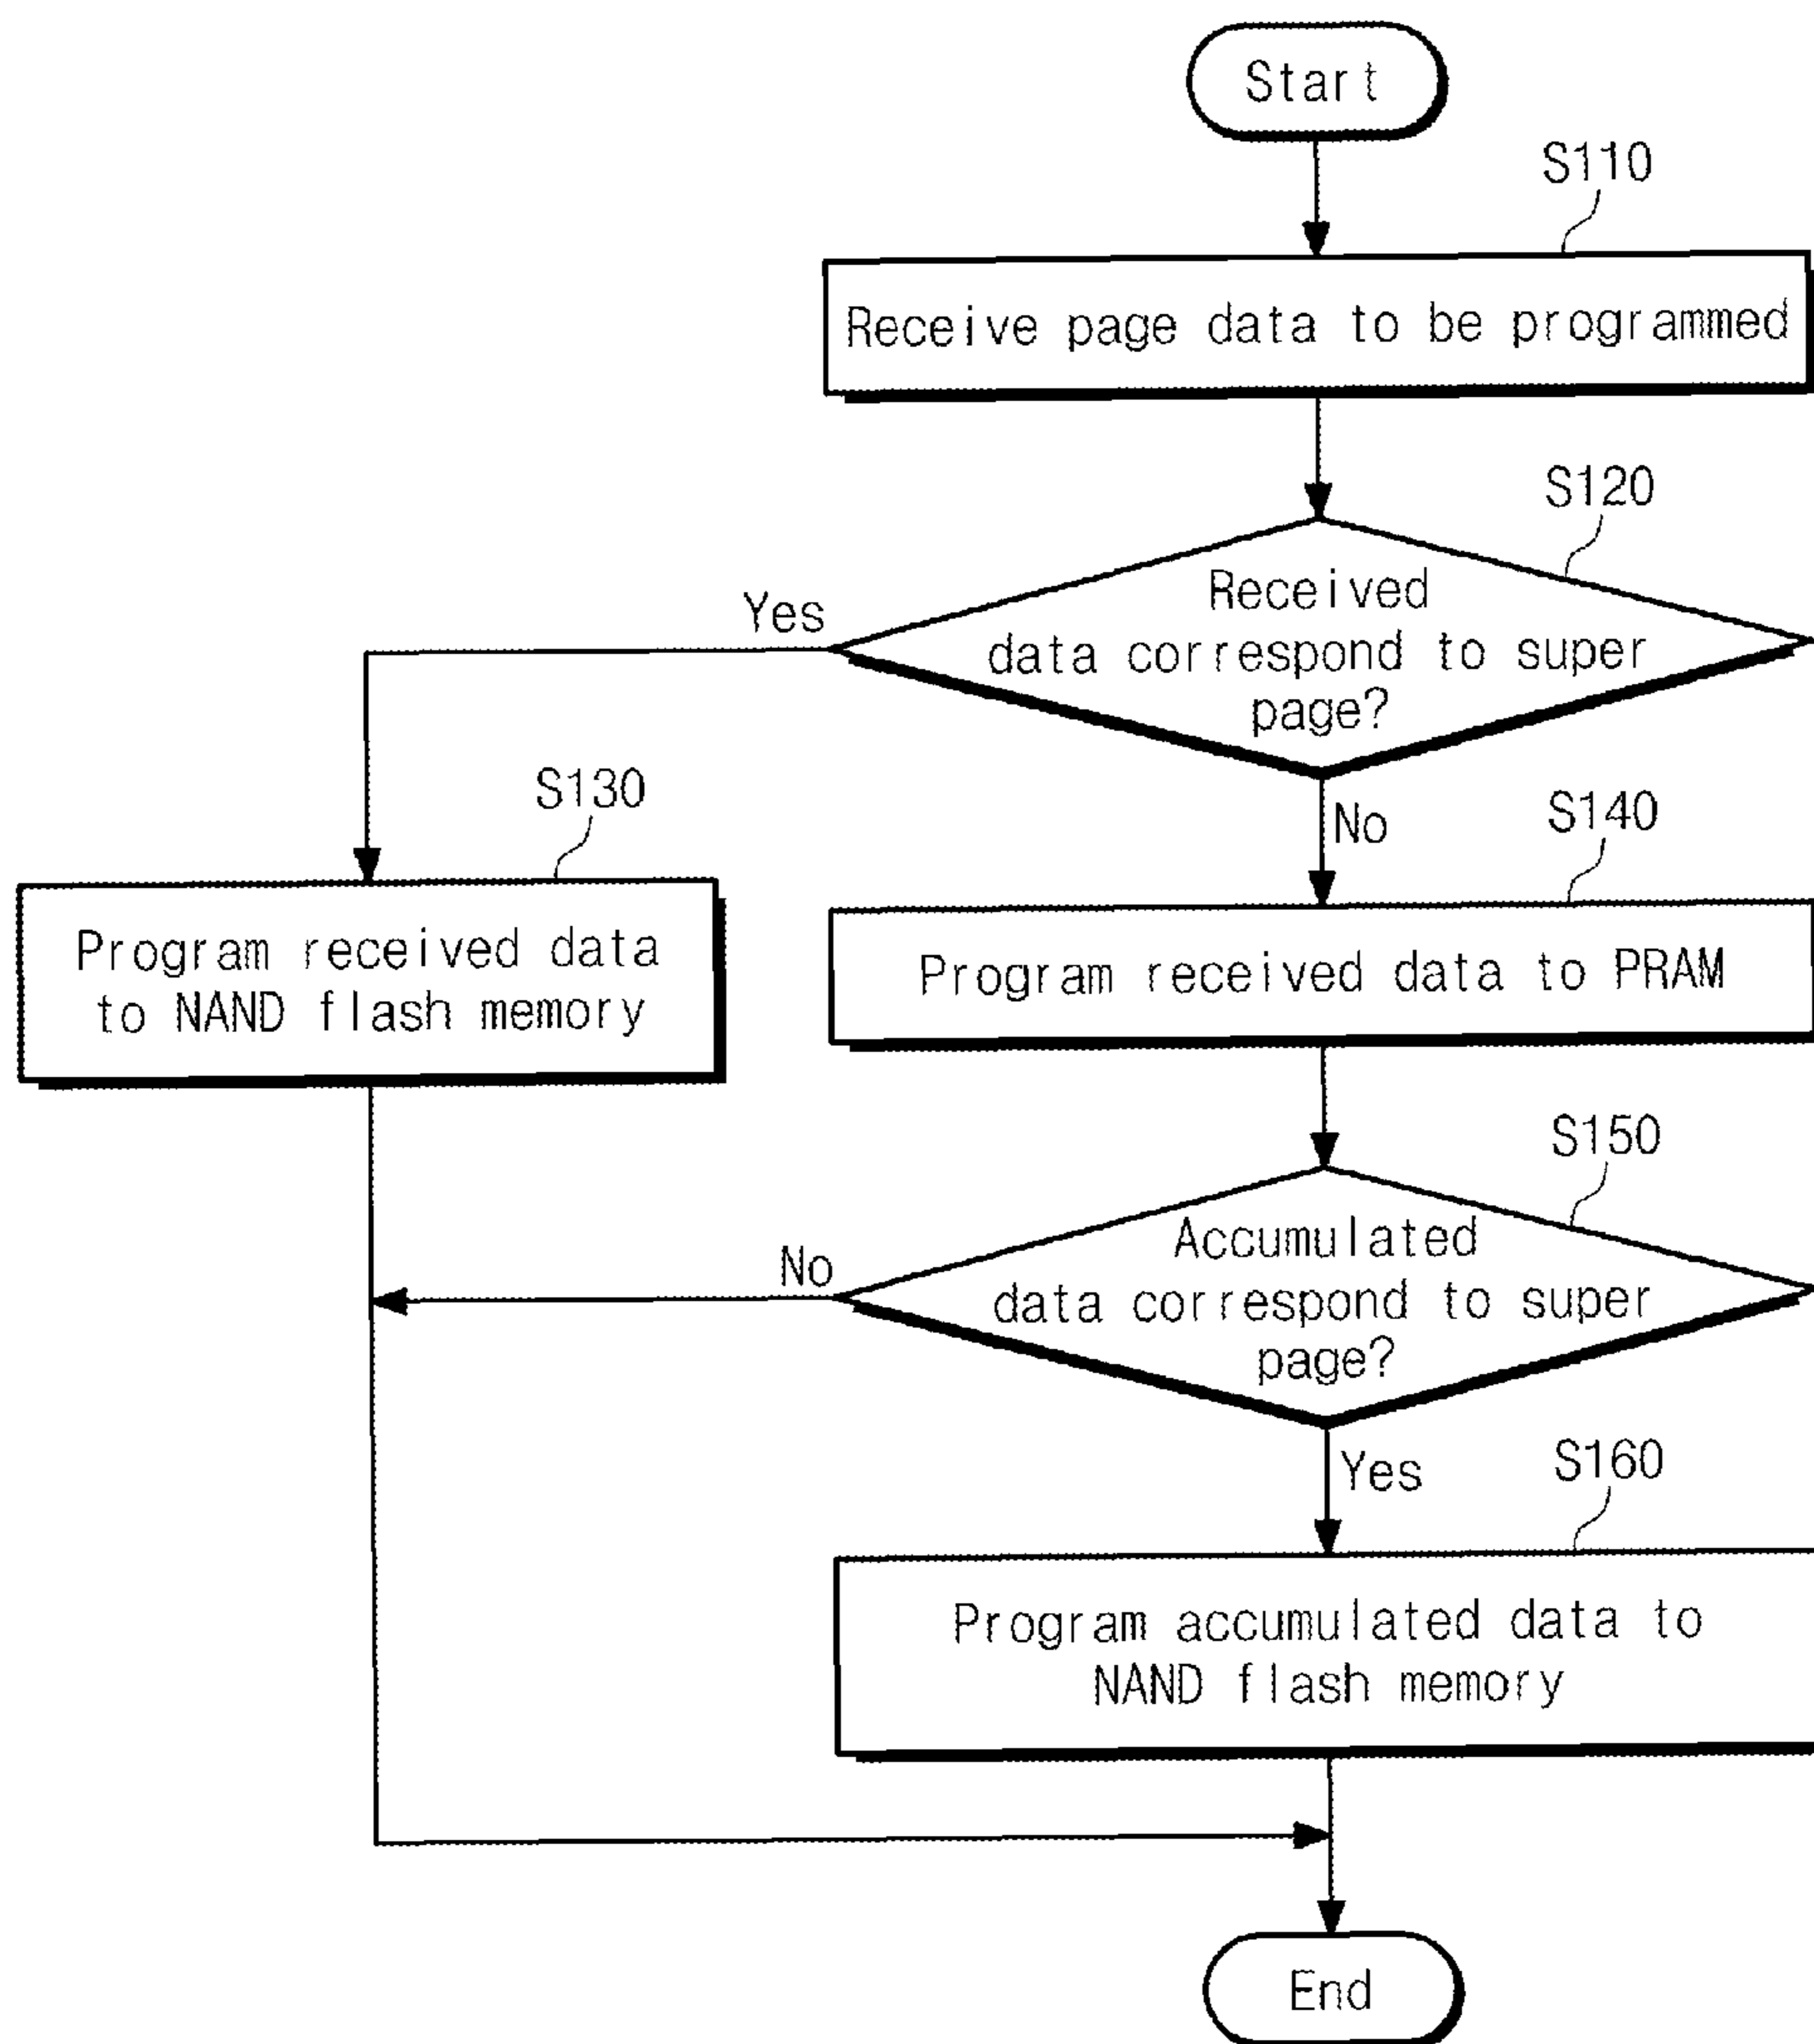 Start
S110
Receive page data to be programmed
S120
Received
data correspond to super
page?
Yes
No
S130
Program received data
to NAND flash memory
S140
Program received data to PRAM
S150
Accumulated
data correspond to super
page?
No
Yes
S160
Program accumulated data to
NAND flash memory
End